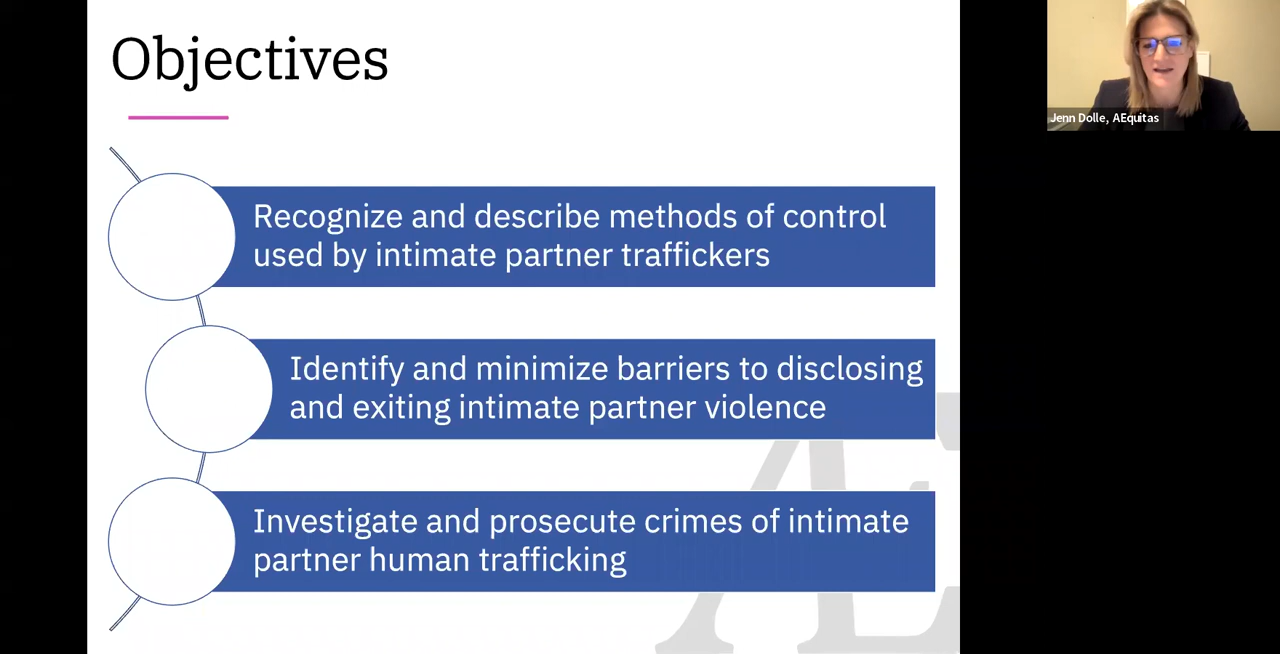 Objectives
Recognize and describe methods of control
used by intimate partner traffickers
Identify and minimize barriers to disclosing
and exiting intimate partner violence
Investigate and prosecute crimes of intimate
partner human trafficking
Æ
Jenn Dolle, AEquitas